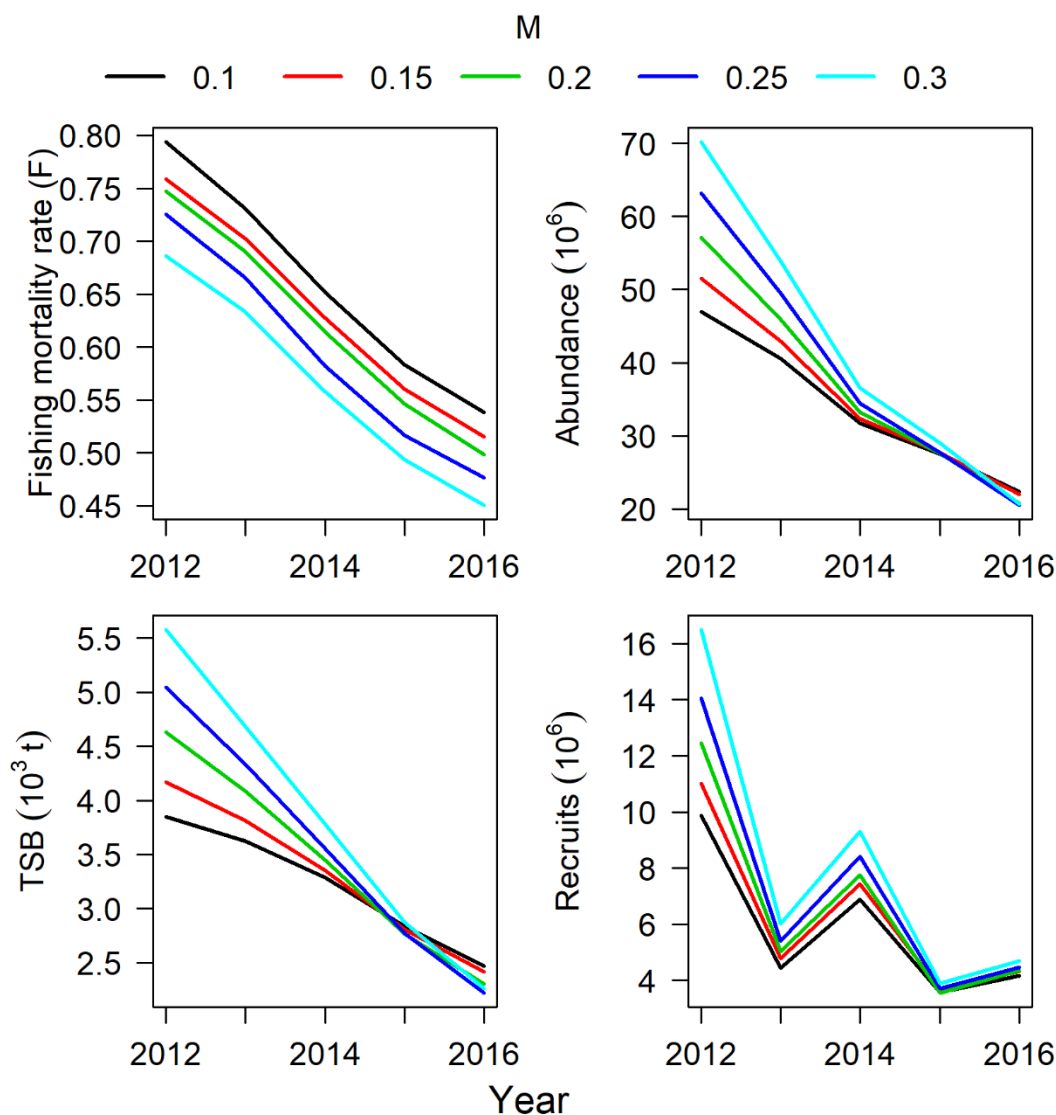 M
0.1 0.15 0.2 0.25 0.3
Fishing mortality rate (F)
0.80
0.75
0.70
0.65
0.60
0.55
0.50
0.45
2012 2014 2016
Abundance (10⁶)
70
60
50
40
30
20
2012 2014 2016
TSB (10³ t)
5.5
5.0
4.5
4.0
3.5
3.0
2.5
2012 2014 2016
Recruits (10⁶)
16
14
12
10
8
6
4
2012 2014 2016
Year